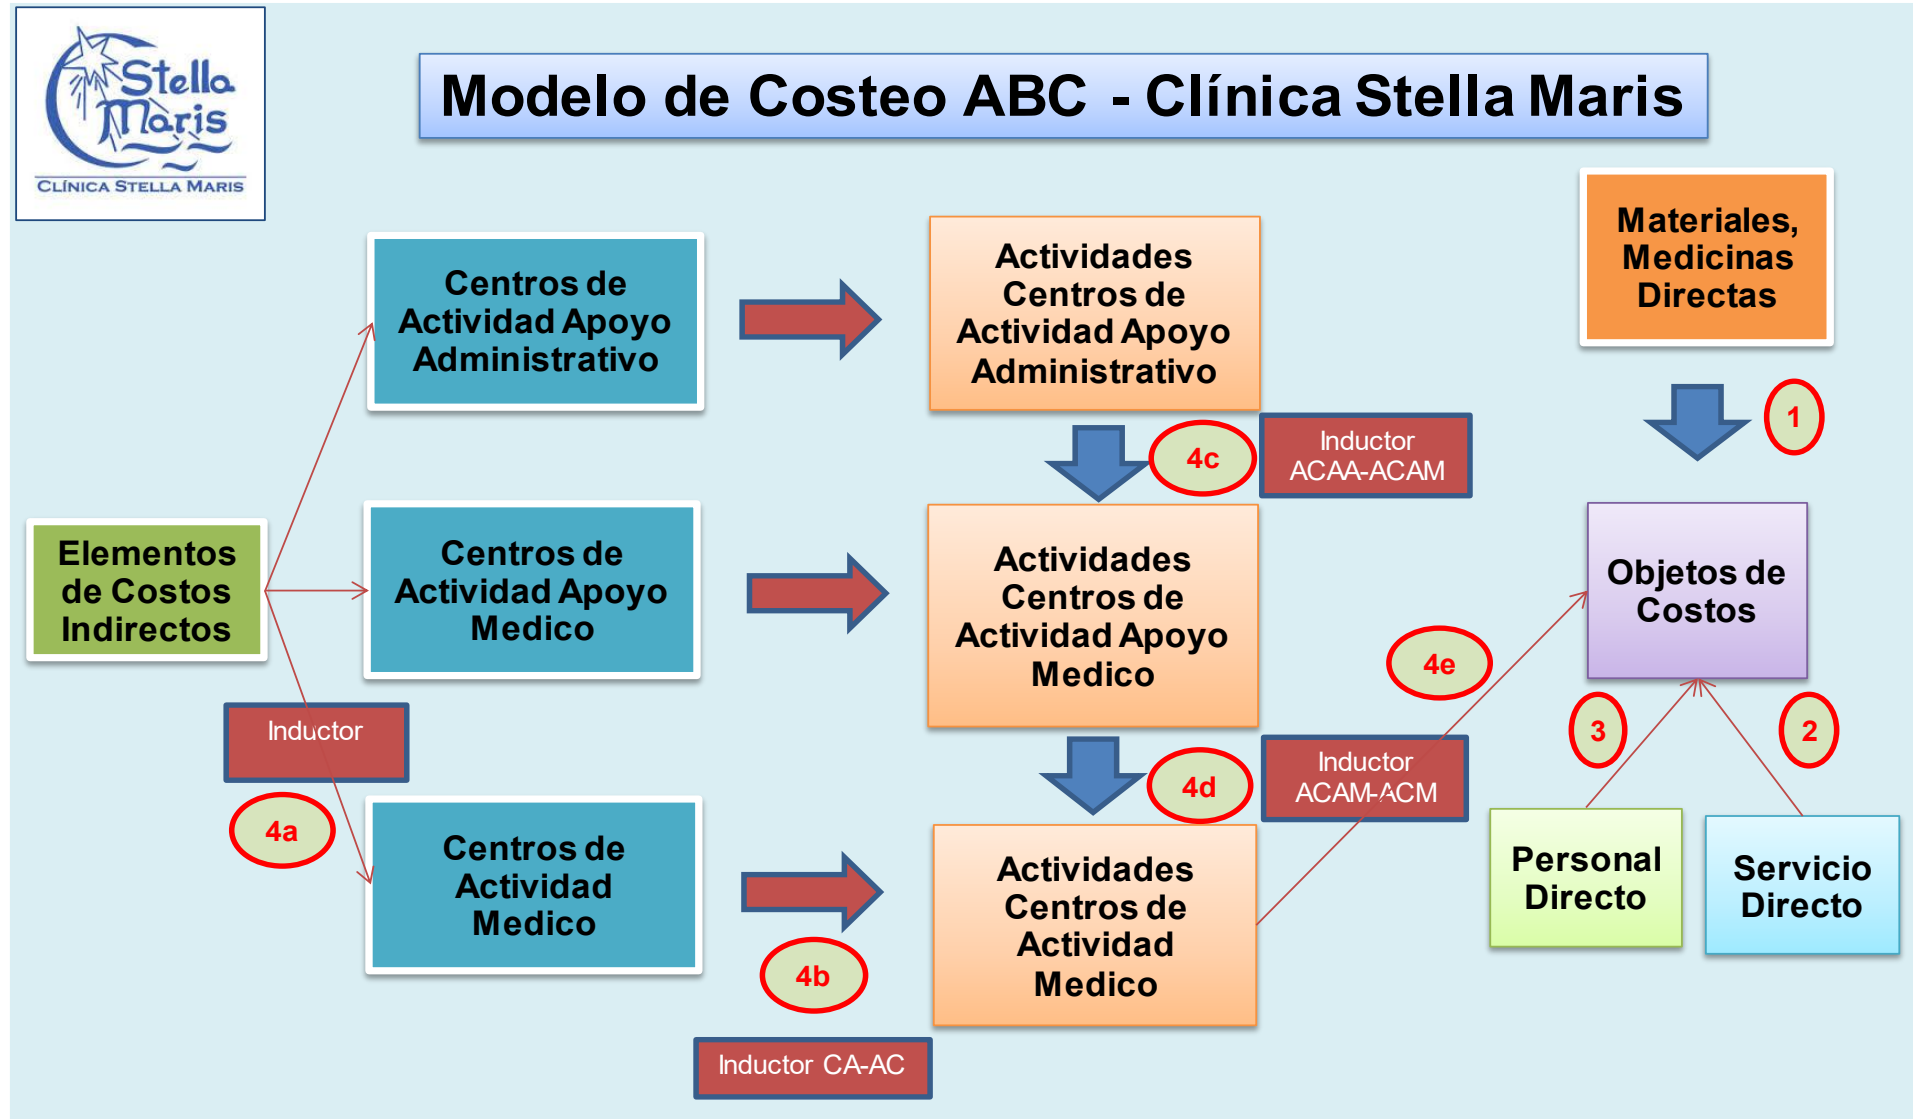 Stella
Maris
CLÍNICA STELLA MARIS
Modelo de Costeo ABC - Clínica Stella Maris
Materiales,
Medicinas
Directas
1
Centros de
Actividad Apoyo
Administrativo
Actividades
Centros de
Actividad Apoyo
Administrativo
4c
Inductor
ACAA-ACAM
Elementos
de Costos
Indirectos
Centros de
Actividad Apoyo
Medico
Actividades
Centros de
Actividad Apoyo
Medico
Objetos de
Costos
4e
3
2
Inductor
4a
4d
Inductor
ACAM-ACM
Centros de
Actividad
Medico
4b
Inductor CA-AC
Actividades
Centros de
Actividad
Medico
Personal
Directo
Servicio
Directo